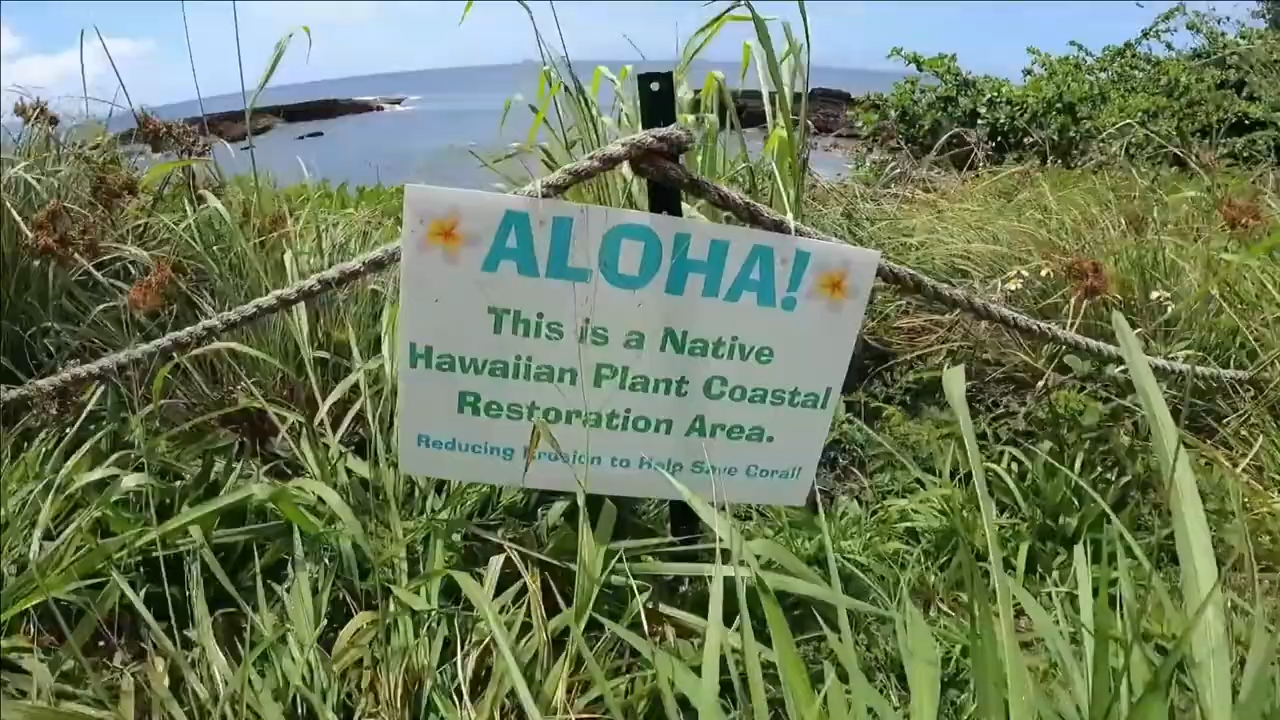 ALOHA!
This is a Native
Hawaiian Plant Coastal
Restoration Area.
Reducing Erosion to Help Save Coral!